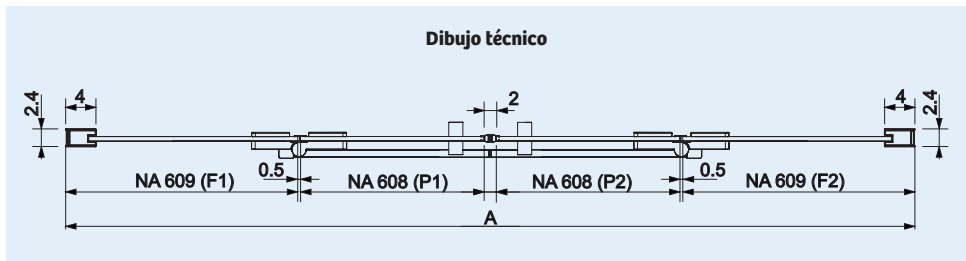 Dibujo técnico
2.4
4
2
4
2.4
0.5
0.5
NA 609 (F1)
NA 608 (P1)
NA 608 (P2)
NA 609 (F2)
A